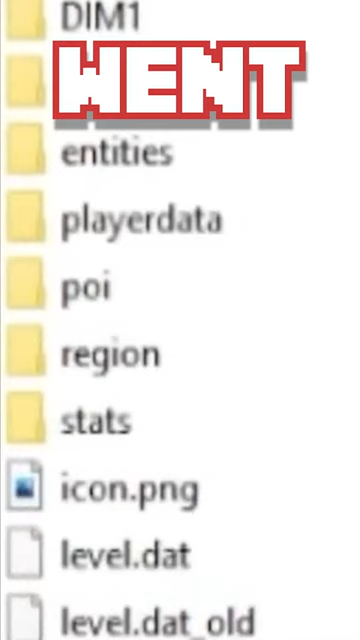 DIM1
WENT
entities
playerdata
poi
region
stats
icon.png
level.dat
level.dat_old